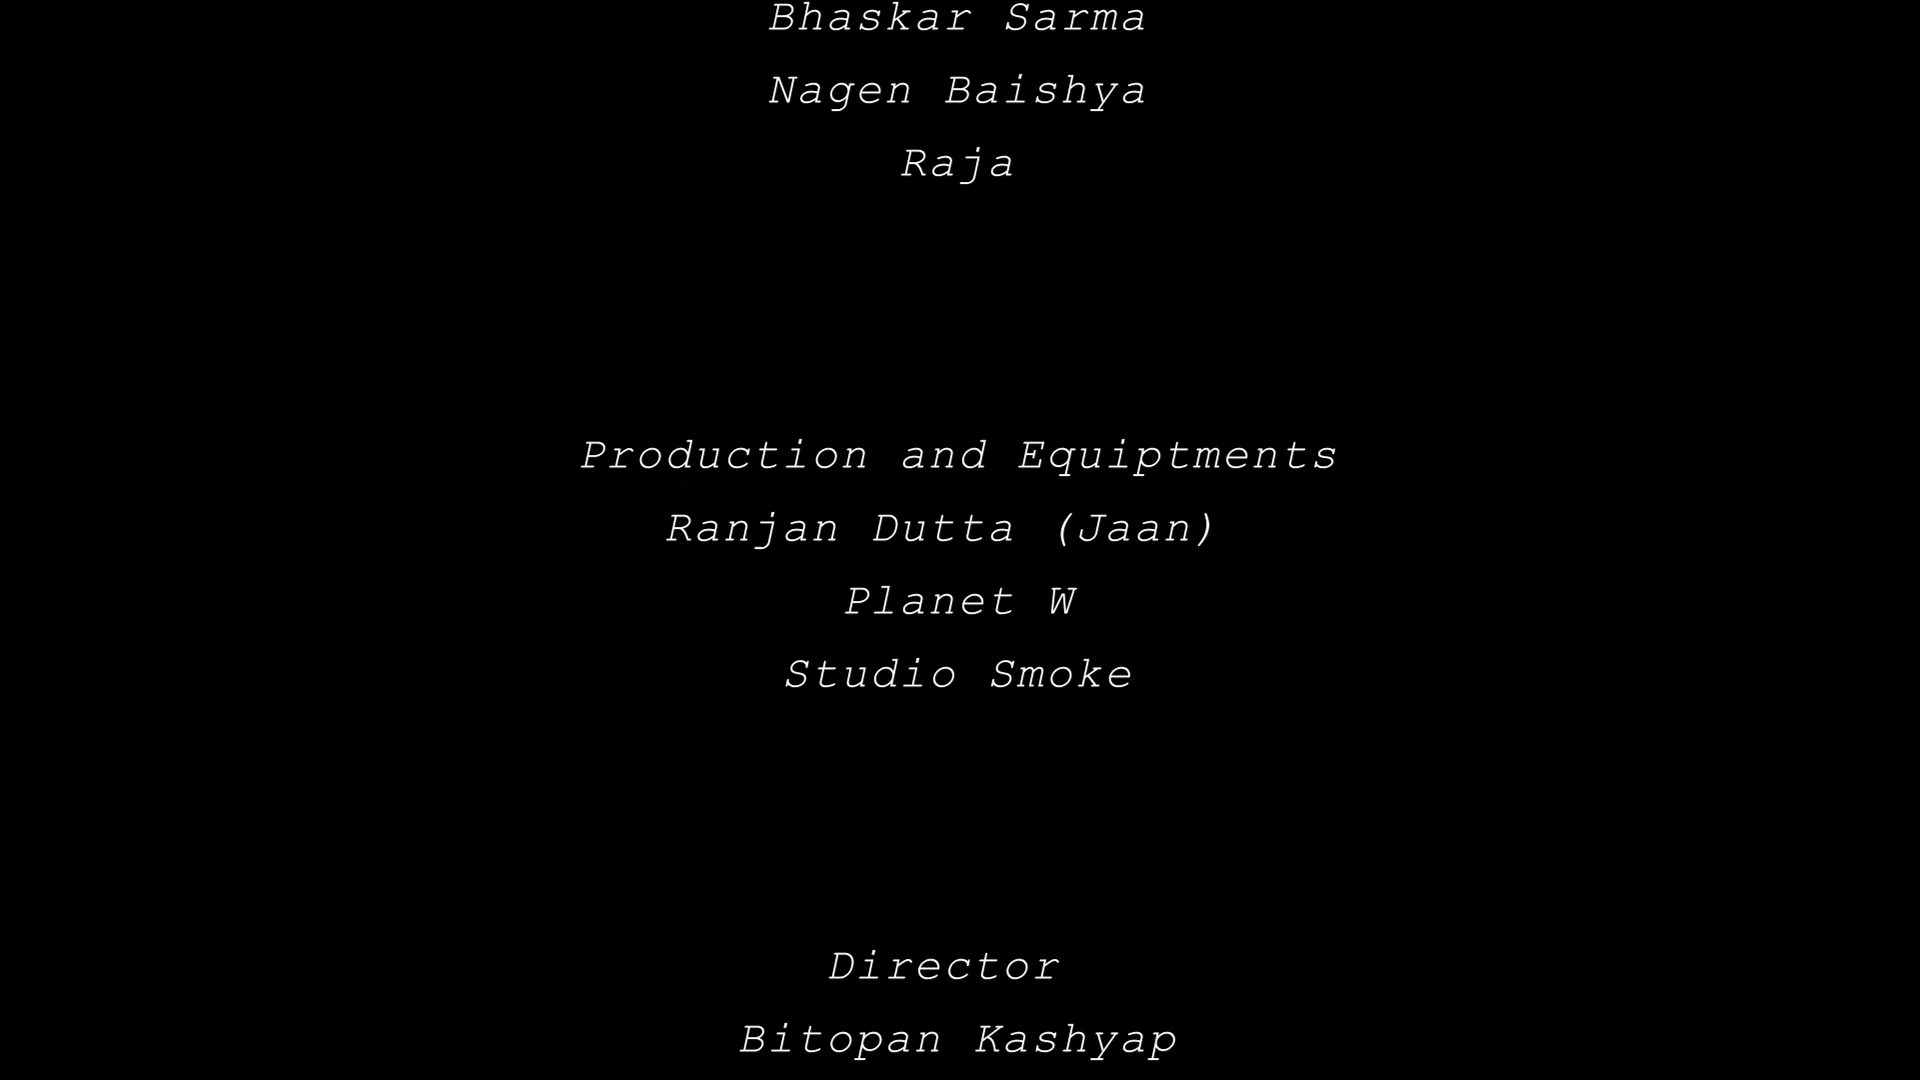 Bhaskar Sarma
Nagen Baishya
Raja
Production and Equiptments
Ranjan Dutta (Jaan)
Planet W
Studio Smoke
Director
Bitopan Kashyap